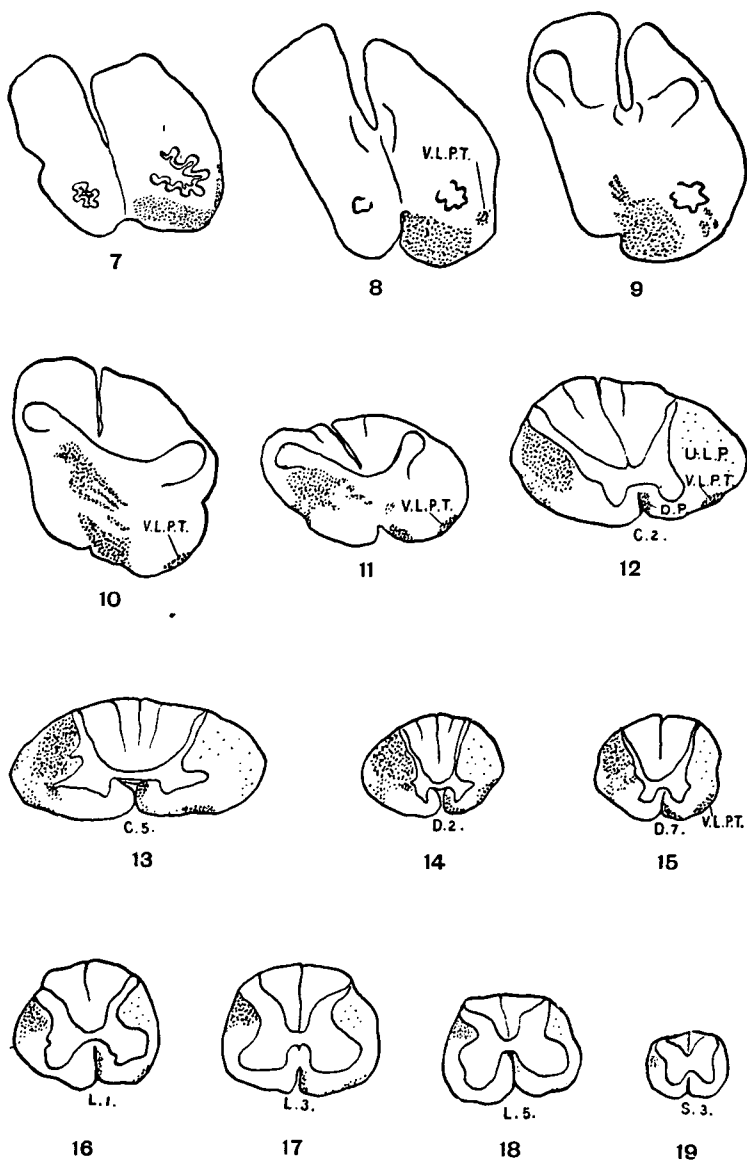 7
V.L.P.T.
8
9
V.L.P.T.
10
V.L.P.T.
11
U.L.P.
V.L.P.T.
D.P.
C.2.
12
C.5.
13
D.2.
14
D.7.
V.L.P.T.
15
L.1.
16
L.3.
17
L.5.
18
S.3.
19